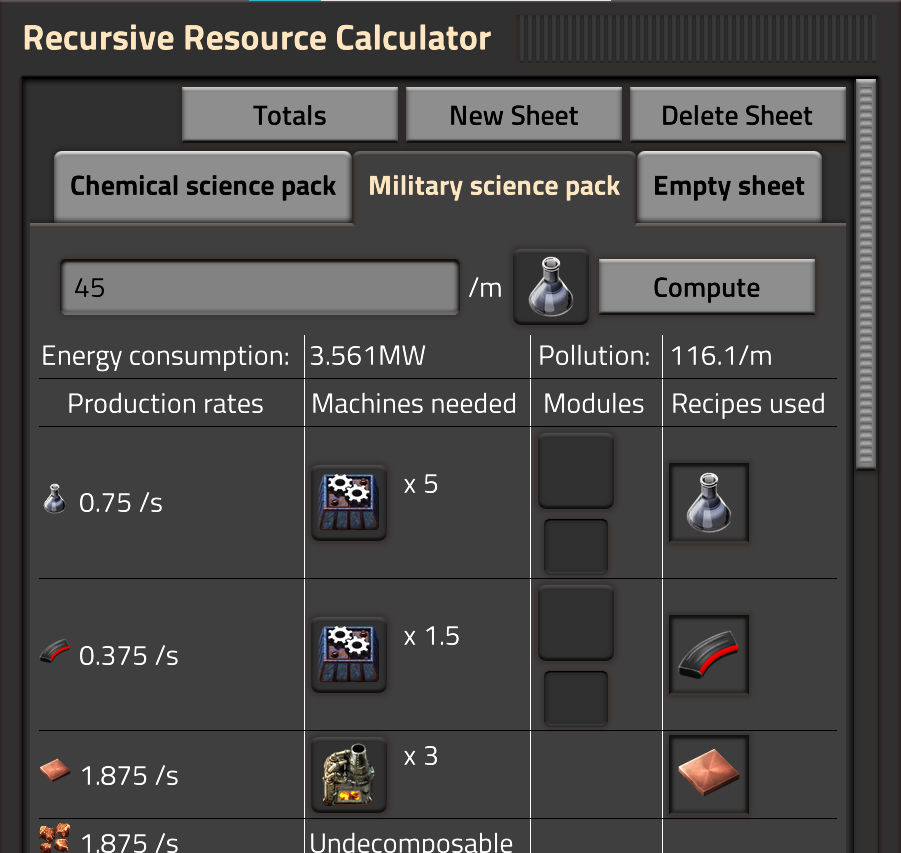 Recursive Resource Calculator
Totals New Sheet Delete Sheet
Chemical science pack Military science pack Empty sheet
45 /m Compute
Energy consumption: 3.561MW Pollution: 116.1/m
Production rates Machines needed Modules Recipes used
0.75 /s x 5
0.375 /s x 1.5
1.875 /s x 3
1.875 /s Undecomposable